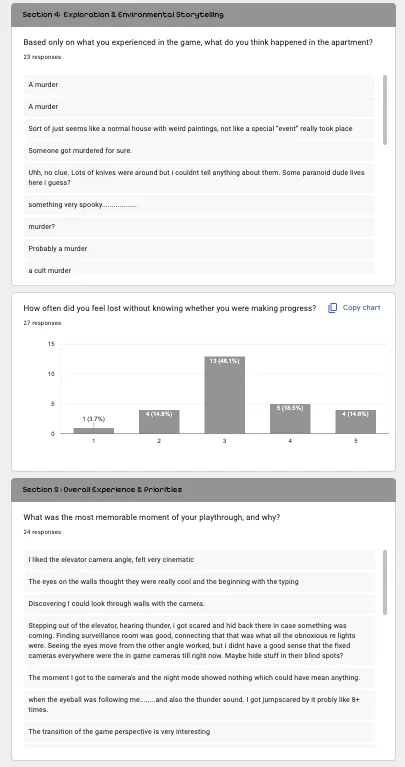 Section 4: Exploration & Environmental Storytelling
Based only on what you experienced in the game, what do you think happened in the apartment?
23 responses
A murder
A murder
Sort of just seems like a normal house with weird paintings, not like a special "event" really took place
Someone got murdered for sure.
Uhh, no clue. Lots of knives were around but i couldnt tell anything about them. Some paranoid dude lives
here i guess?
something very spooky..................
murder?
Probably a murder
a cult murder
How often did you feel lost without knowing whether you were making progress?
Copy chart
27 responses
15
10
5
0
1 (3.7%)
4 (14.8%)
13 (48.1%)
5 (18.5%)
4 (14.8%)
1
2
3
4
5
Section 5: Overall Experience & Priorities
What was the most memorable moment of your playthrough, and why?
24 responses
I liked the elevator camera angle, felt very cinematic
The eyes on the walls thought they were really cool and the beginning with the typing
Discovering I could look through walls with the camera.
Stepping out of the elevator, hearing thunder, i got scared and hid back there in case something was
coming. Finding surveillance room was good, connecting that that was what all the obnoxious re lights
were. Seeing the eyes move from the other angle worked, but i didnt have a good sense that the fixed
cameras everywhere were the in game cameras till right now. Maybe hide stuff in their blind spots?
The moment I got to the camera's and the night mode showed nothing which could have mean anything.
when the eyeball was following me........and also the thunder sound. I got jumpscared by it probly like 8+
times.
The transition of the game perspective is very interesting